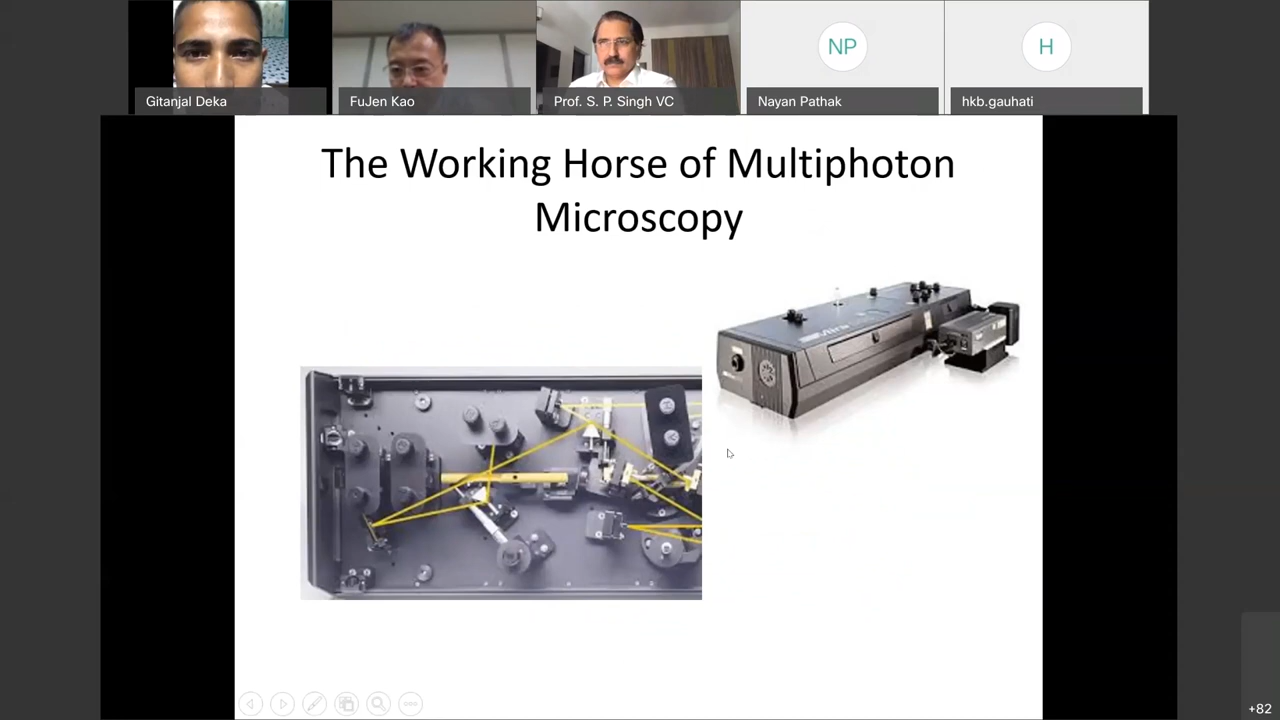 Gitanjal Deka
FuJen Kao
Prof. S. P. Singh VC
NP
Nayan Pathak
H
hkb.gauhati
The Working Horse of Multiphoton
Microscopy
Mira
+82